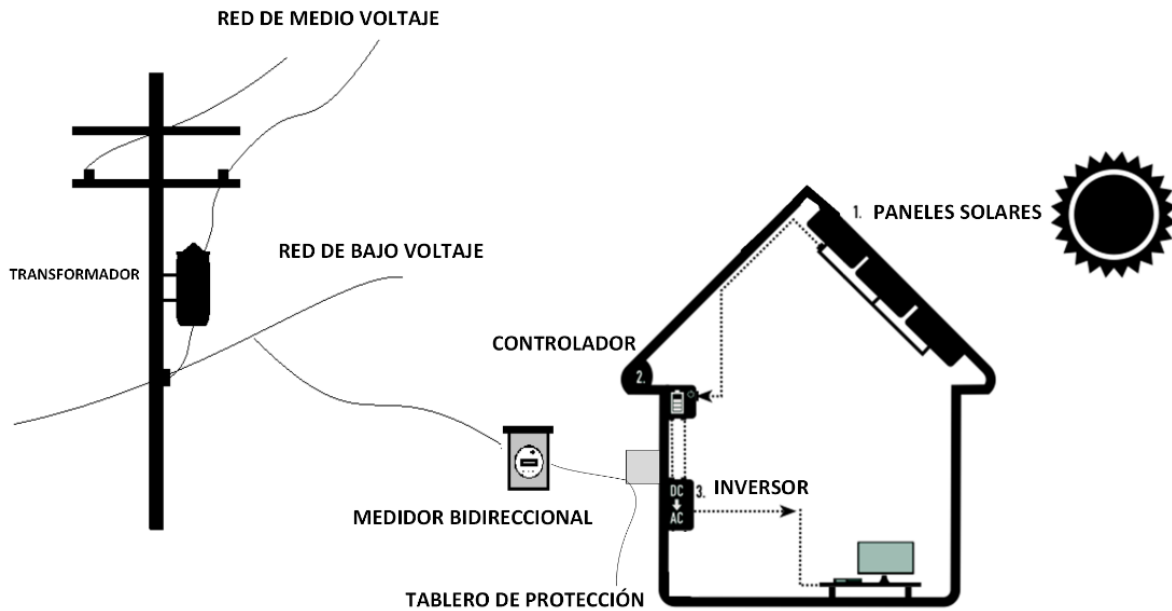 RED DE MEDIO VOLTAJE
1. PANELES SOLARES
RED DE BAJO VOLTAJE
TRANSFORMADOR
CONTROLADOR
2.
DC
AC
3. INVERSOR
MEDIDOR BIDIRECCIONAL
TABLERO DE PROTECCIÓN